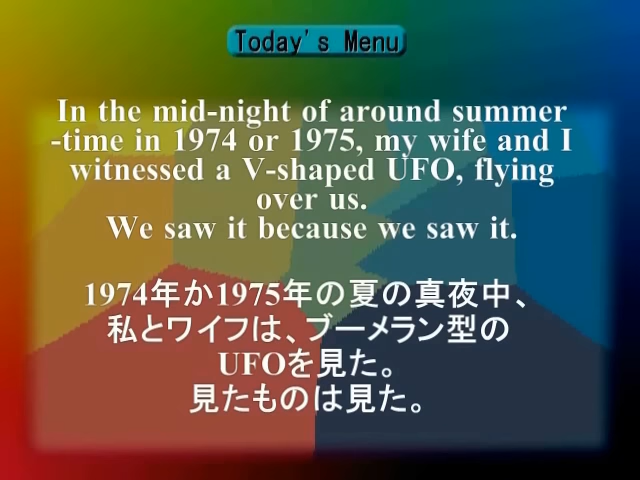 Today's Menu
In the mid-night of around summer
-time in 1974 or 1975, my wife and I
witnessed a V-shaped UFO, flying
over us.
We saw it because we saw it.
1974年か1975年の夏の真夜中、
私とワイフは、ブーメラン型の
UFOを見た。
見たものは見た。